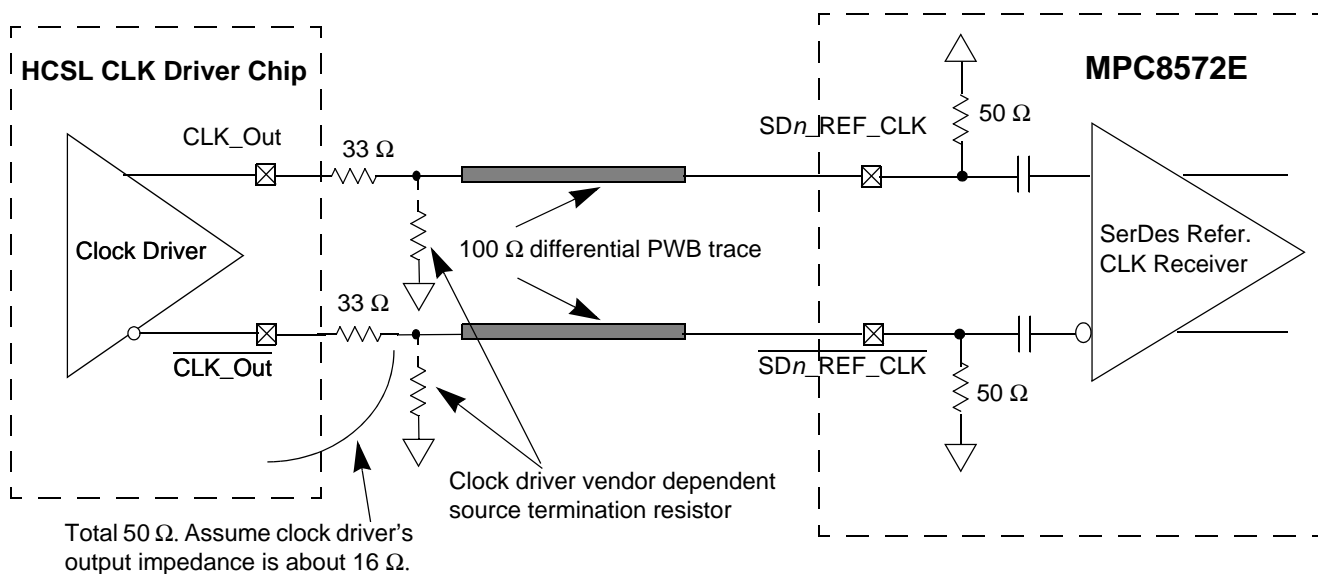 HCSL CLK Driver Chip
MPC8572E
CLK_Out
33 Ω
SDn_REF_CLK
50 Ω
Clock Driver
100 Ω differential PWB trace
SerDes Refer.
CLK Receiver
33 Ω
CLK_Out
SDn_REF_CLK
50 Ω
Clock driver vendor dependent
source termination resistor
Total 50 Ω. Assume clock driver's
output impedance is about 16 Ω.